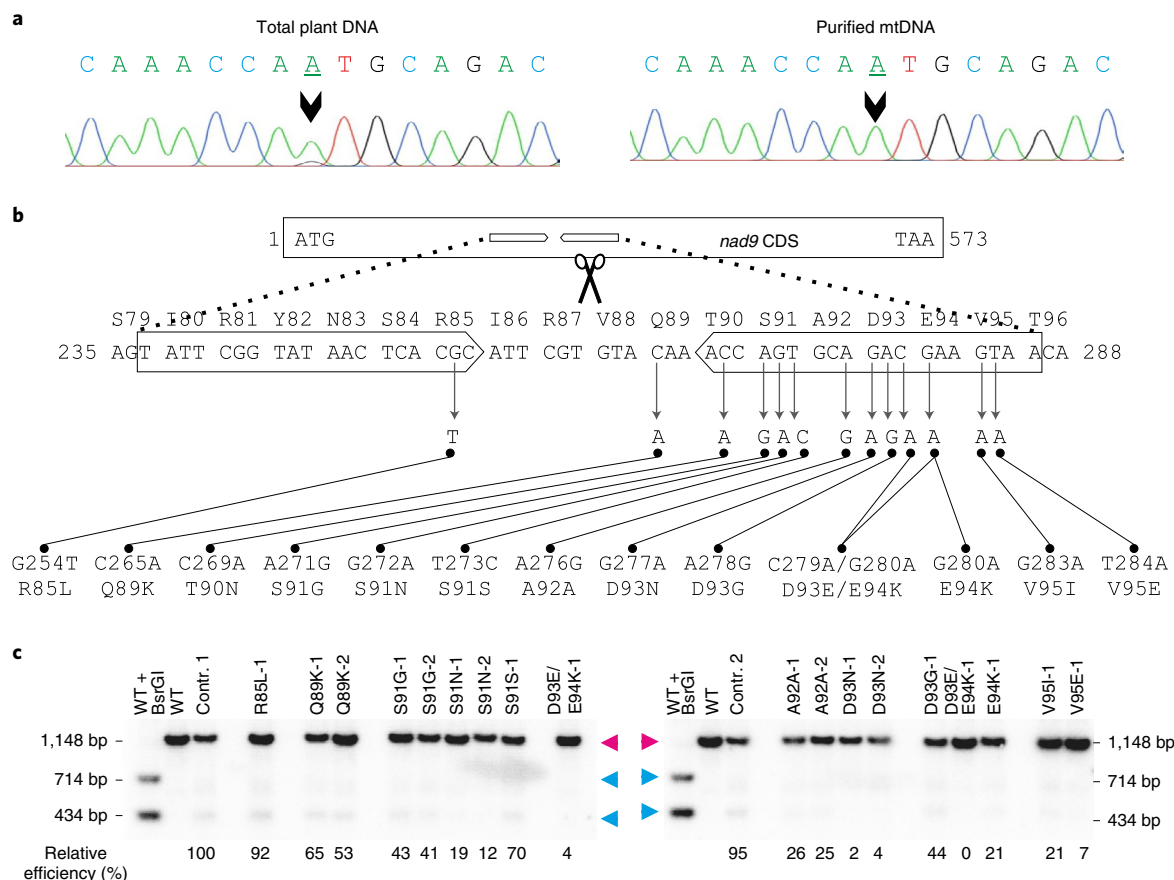 a
Total plant DNA
Purified mtDNA
C A A A C C A A T G C A G A C
C A A A C C A A T G C A G A C
b
1 ATG nad9 CDS TAA 573
S79 I80 R81 Y82 N83 S84 R85 I86 R87 V88 Q89 T90 S91 A92 D93 E94 V95 T96
235 AGT ATT CGG TAT AAC TCA CGC ATT CGT GTA CAA ACC AGT GCA GAC GAA GTA ACA 288
T A A G A C G A G A A A A
G254T C265A C269A A271G G272A T273C A276G G277A A278G C279A/G280A G280A G283A T284A
R85L Q89K T90N S91G S91N S91S A92A D93N D93G D93E/E94K E94K V95I V95E
c
WT + BsrGI
WT
Contr. 1
R85L-1
Q89K-1
Q89K-2
S91G-1
S91G-2
S91N-1
S91N-2
S91S-1
D93E/
E94K-1
WT +
BsrGI
WT
Contr. 2
A92A-1
A92A-2
D93N-1
D93N-2
D93G-1
D93E/
E94K-1
E94K-1
V95I-1
V95E-1
1,148 bp
714 bp
434 bp
1,148 bp
714 bp
434 bp
Relative
efficiency (%)
100 92 65 53 43 41 19 12 70 4
95 26 25 2 4 44 0 21 21 7